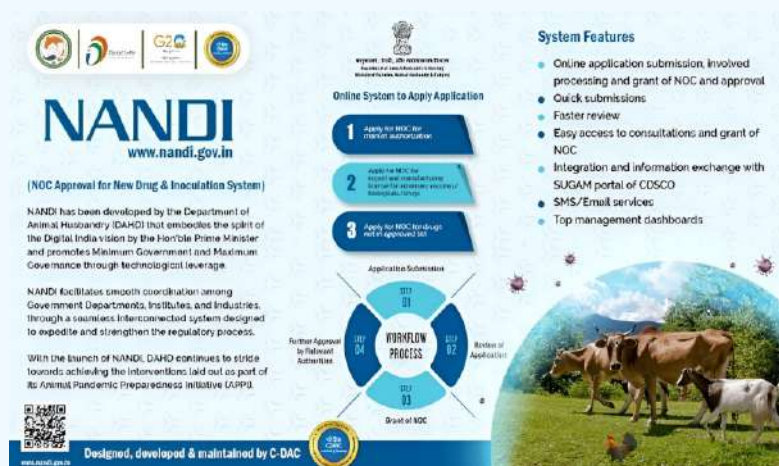 G20
NANDI
www.nandi.gov.in
(NOC Approval for New Drug & Inoculation System)
NANDI has been developed by the Department of
Animal Husbandry (DAHD) that embodies the spirit of
the Digital India vision by the Hon'ble Prime Minister
and promotes Minimum Government and Maximum
Governance through technological leverage.
NANDI facilitates smooth coordination among
Government Departments, Institutes, and Industries,
through a seamless interconnected system designed
to expedite and strengthen the regulatory process.
With the launch of NANDI, DAHD continues to stride
towards achieving the interventions laid out as part of
its Animal Pandemic Preparedness Initiative (APPI).
www.nandi.gov.in
Designed, developed & maintained by C-DAC
Online System to Apply Application
1
Apply for NOC for
market authorization
2
Apply for NOC for
3
Apply for NOC for drugs
not in approved list
Application Submission
STEP
01
Review of
Application
STEP
02
Grant of NOC
STEP
03
Further Approval
by Relevant
Authorities
STEP
04
WORKFLOW
PROCESS
System Features
Online application submission, involved
processing and grant of NOC and approval
Quick submissions
Faster review
Easy access to consultations and grant of
NOC
Integration and information exchange with
SUGAM portal of CDSCO
SMS/Email services
Top management dashboards